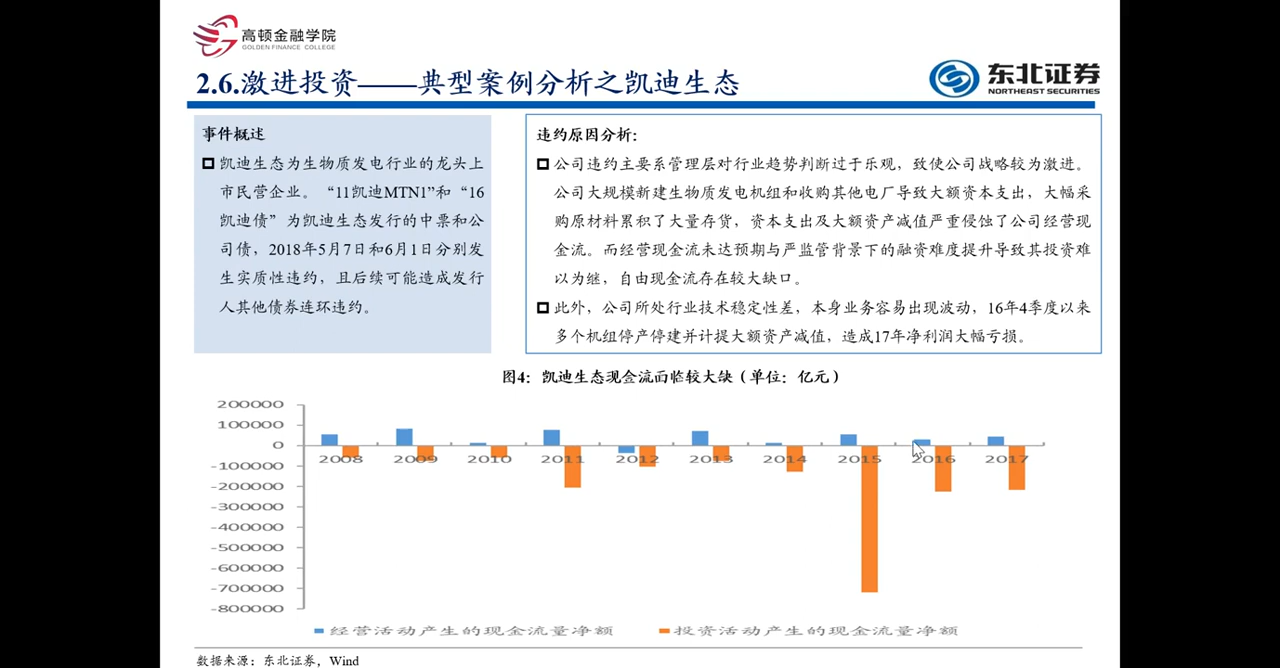 高顿金融学院
GOLDEN FINANCE COLLEGE
2.6.激进投资——典型案例分析之凯迪生态
东北证券
NORTHEAST SECURITIES
事件概述
凯迪生态为生物质发电行业的龙头上
市民营企业。“11凯迪MTN1”和“16
凯迪债”为凯迪生态发行的中票和公
司债，2018年5月7日和6月1日分别发
生实质性违约，且后续可能造成发行
人其他债券连环违约。
违约原因分析：
公司违约主要系管理层对行业趋势判断过于乐观，致使公司战略较为激进。
公司大规模新建生物质发电机组和收购其他电厂导致大额资本支出，大幅采
购原材料累积了大量存货，资本支出及大额资产减值严重侵蚀了公司经营现
金流。而经营现金流未达预期与严监管背景下的融资难度提升导致其投资难
以为继，自由现金流存在较大缺口。
此外，公司所处行业技术稳定性差，本身业务容易出现波动，16年4季度以来
多个机组停产停建并计提大额资产减值，造成17年净利润大幅亏损。
图4：凯迪生态现金流面临较大缺（单位：亿元）
200000
100000
0
-100000
-200000
-300000
-400000
-500000
-600000
-700000
-800000
2008 2009 2010 2011 2012 2013 2014 2015 2016 2017
经营活动产生的现金流量净额 投资活动产生的现金流量净额
数据来源：东北证券，Wind